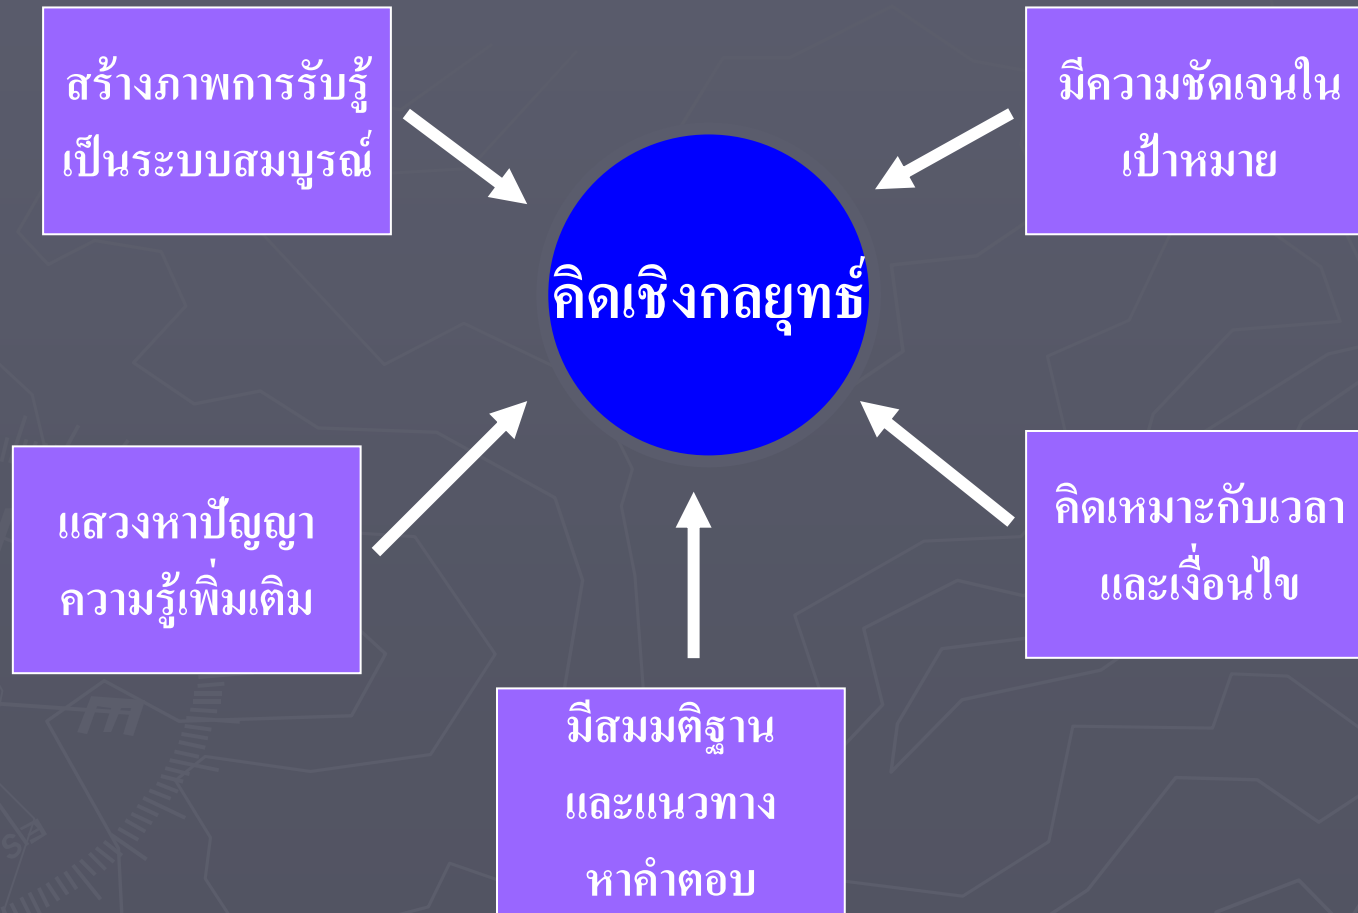 สร้างภาพการรับรู้
เป็นระบบสมบูรณ์
มีความชัดเจนใน
เป้าหมาย
คิดเชิงกลยุทธ์
แสวงหาปัญญา
ความรู้เพิ่มเติม
คิดเหมาะกับเวลา
และเงื่อนไข
มีสมมติฐาน
และแนวทาง
หาคำตอบ
E